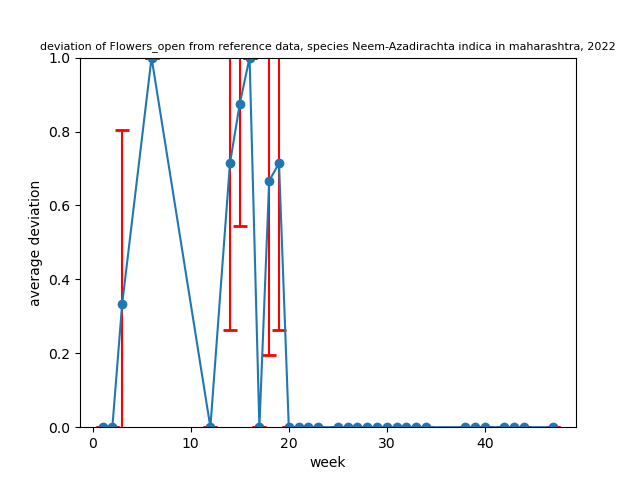 deviation of Flowers_open from reference data, species Neem-Azadirachta indica in maharashtra, 2022
1.0
0.8
0.6
0.4
0.2
0.0
average deviation
0 10 20 30 40
week